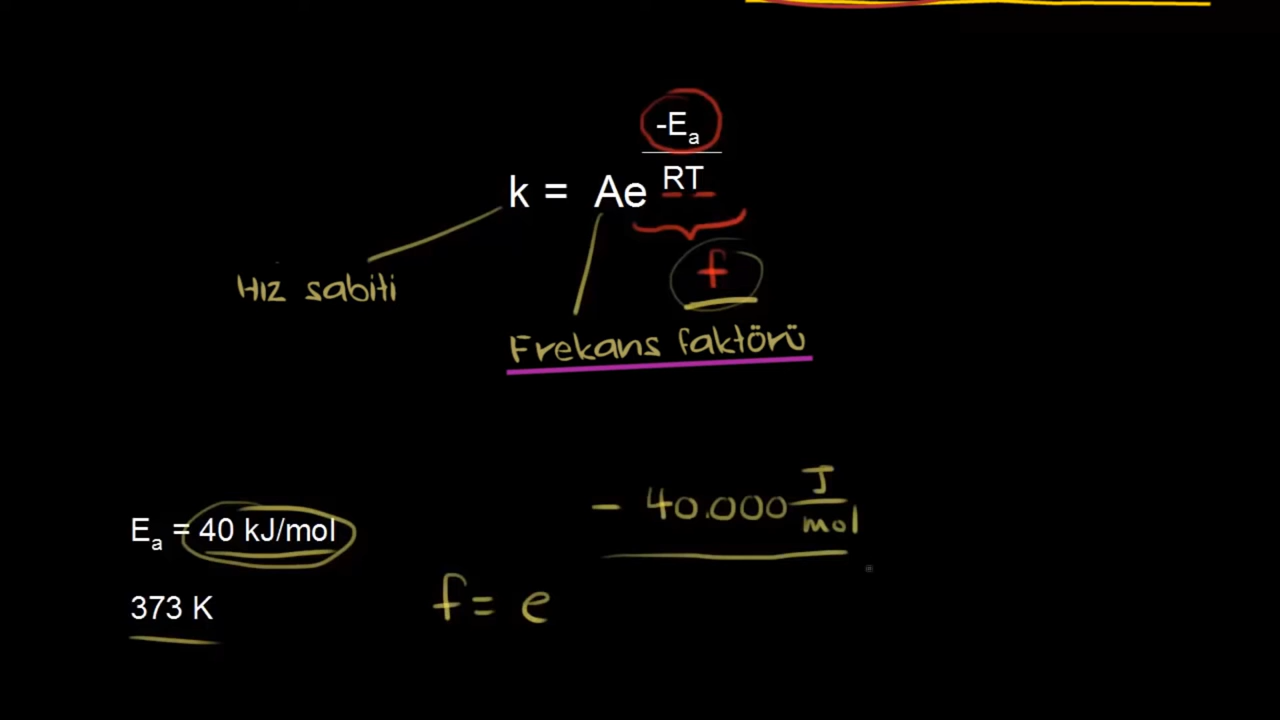 -Eₐ
RT
k = Ae
f
Hız sabiti
Frekans faktörü
Eₐ = 40 kJ/mol
- 40.000 J
mol
373 K
f = e